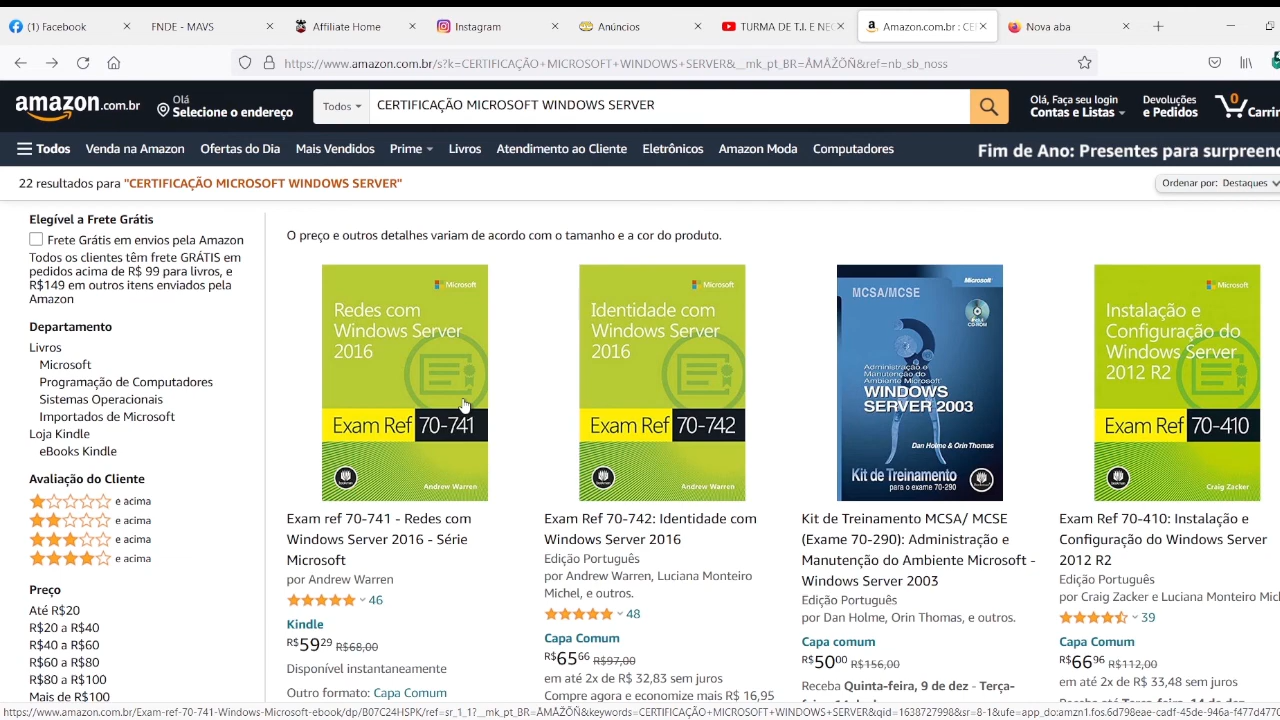 (1) Facebook
FNDE - MAVS
Affiliate Home
Instagram
Anúncios
TURMA DE T.I. E NEG
Amazon.com.br : CE
Nova aba
https://www.amazon.com.br/s?k=CERTIFICAÇÃO+MICROSOFT+WINDOWS+SERVER&__mk_pt_BR=ÅMÅŽÕÑ&ref=nb_sb_noss
amazon.com.br
Olá
Selecione o endereço
Todos
CERTIFICAÇÃO MICROSOFT WINDOWS SERVER
Olá, Faça seu login
Contas e Listas
Devoluções
e Pedidos
0
Carrin
Todos
Venda na Amazon
Ofertas do Dia
Mais Vendidos
Prime
Livros
Atendimento ao Cliente
Eletrônicos
Amazon Moda
Computadores
Fim de Ano: Presentes para surpreend
22 resultados para "CERTIFICAÇÃO MICROSOFT WINDOWS SERVER"
Ordenar por: Destaques
Elegível a Frete Grátis
Frete Grátis em envios pela Amazon
Todos os clientes têm frete GRÁTIS em
pedidos acima de R$ 99 para livros, e
R$149 em outros itens enviados pela
Amazon
Departamento
Livros
Microsoft
Programação de Computadores
Sistemas Operacionais
Importados de Microsoft
Loja Kindle
eBooks Kindle
Avaliação do Cliente
e acima
e acima
e acima
e acima
Preço
Até R$20
R$20 a R$40
R$40 a R$60
R$60 a R$80
R$80 a R$100
Mais de R$100
O preço e outros detalhes variam de acordo com o tamanho e a cor do produto.
Microsoft
Redes com
Windows Server
2016
Exam Ref 70-741
Andrew Warren
Exam ref 70-741 - Redes com
Windows Server 2016 - Série
Microsoft
por Andrew Warren
46
Kindle
R$5929 R$68,00
Disponível instantaneamente
Outro formato: Capa Comum
Microsoft
Identidade com
Windows Server
2016
Exam Ref 70-742
Andrew Warren
Exam Ref 70-742: Identidade com
Windows Server 2016
Edição Português
por Andrew Warren, Luciana Monteiro
Michel, e outros.
48
Capa Comum
R$6566 R$97,00
em até 2x de R$ 32,83 sem juros
Compre agora e economize mais R$ 16,95
Microsoft
MCSA/MCSE
Administração e
Manutenção do
Ambiente Microsoft
WINDOWS
SERVER 2003
Dan Holme & Orin Thomas
Kit de Treinamento
para o exame 70-290
Kit de Treinamento MCSA/ MCSE
(Exame 70-290): Administração e
Manutenção do Ambiente Microsoft -
Windows Server 2003
Edição Português
por Dan Holme, Orin Thomas, e outros.
Capa comum
R$5000 R$156,00
Receba Quinta-feira, 9 de dez - Terça-
Microsoft
Instalação e
Configuração do
Windows Server
2012 R2
Exam Ref 70-410
Craig Zacker
Exam Ref 70-410: Instalação e
Configuração do Windows Server
2012 R2
Edição Português
por Craig Zacker e Luciana Monteiro Micl
39
Capa Comum
R$6696 R$112,00
em até 2x de R$ 33,48 sem juros